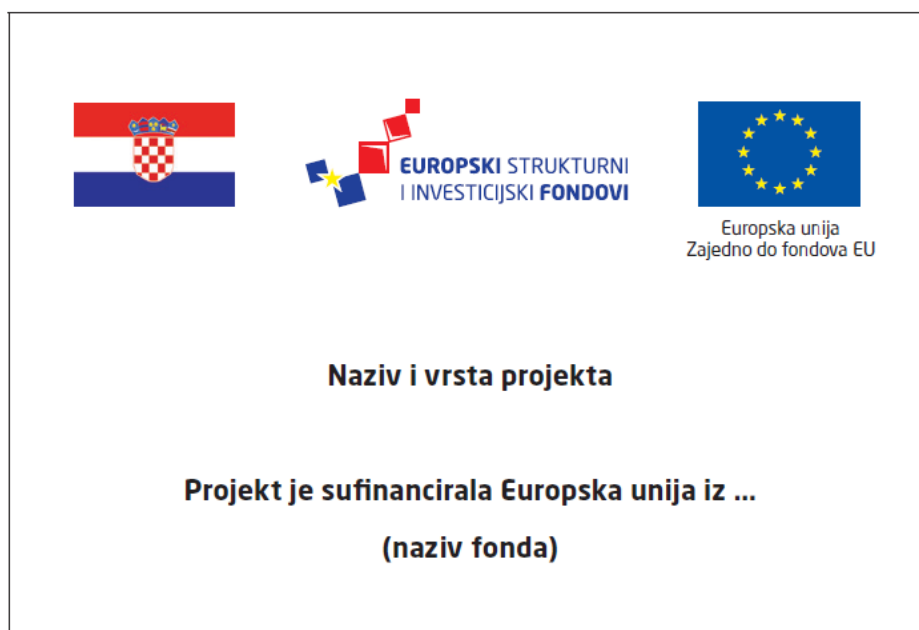 EUROPSKI STRUKTURNI
I INVESTICIJSKI FONDOVI
Europska unija
Zajedno do fondova EU
Naziv i vrsta projekta
Projekt je sufinancirala Europska unija iz ...
(naziv fonda)